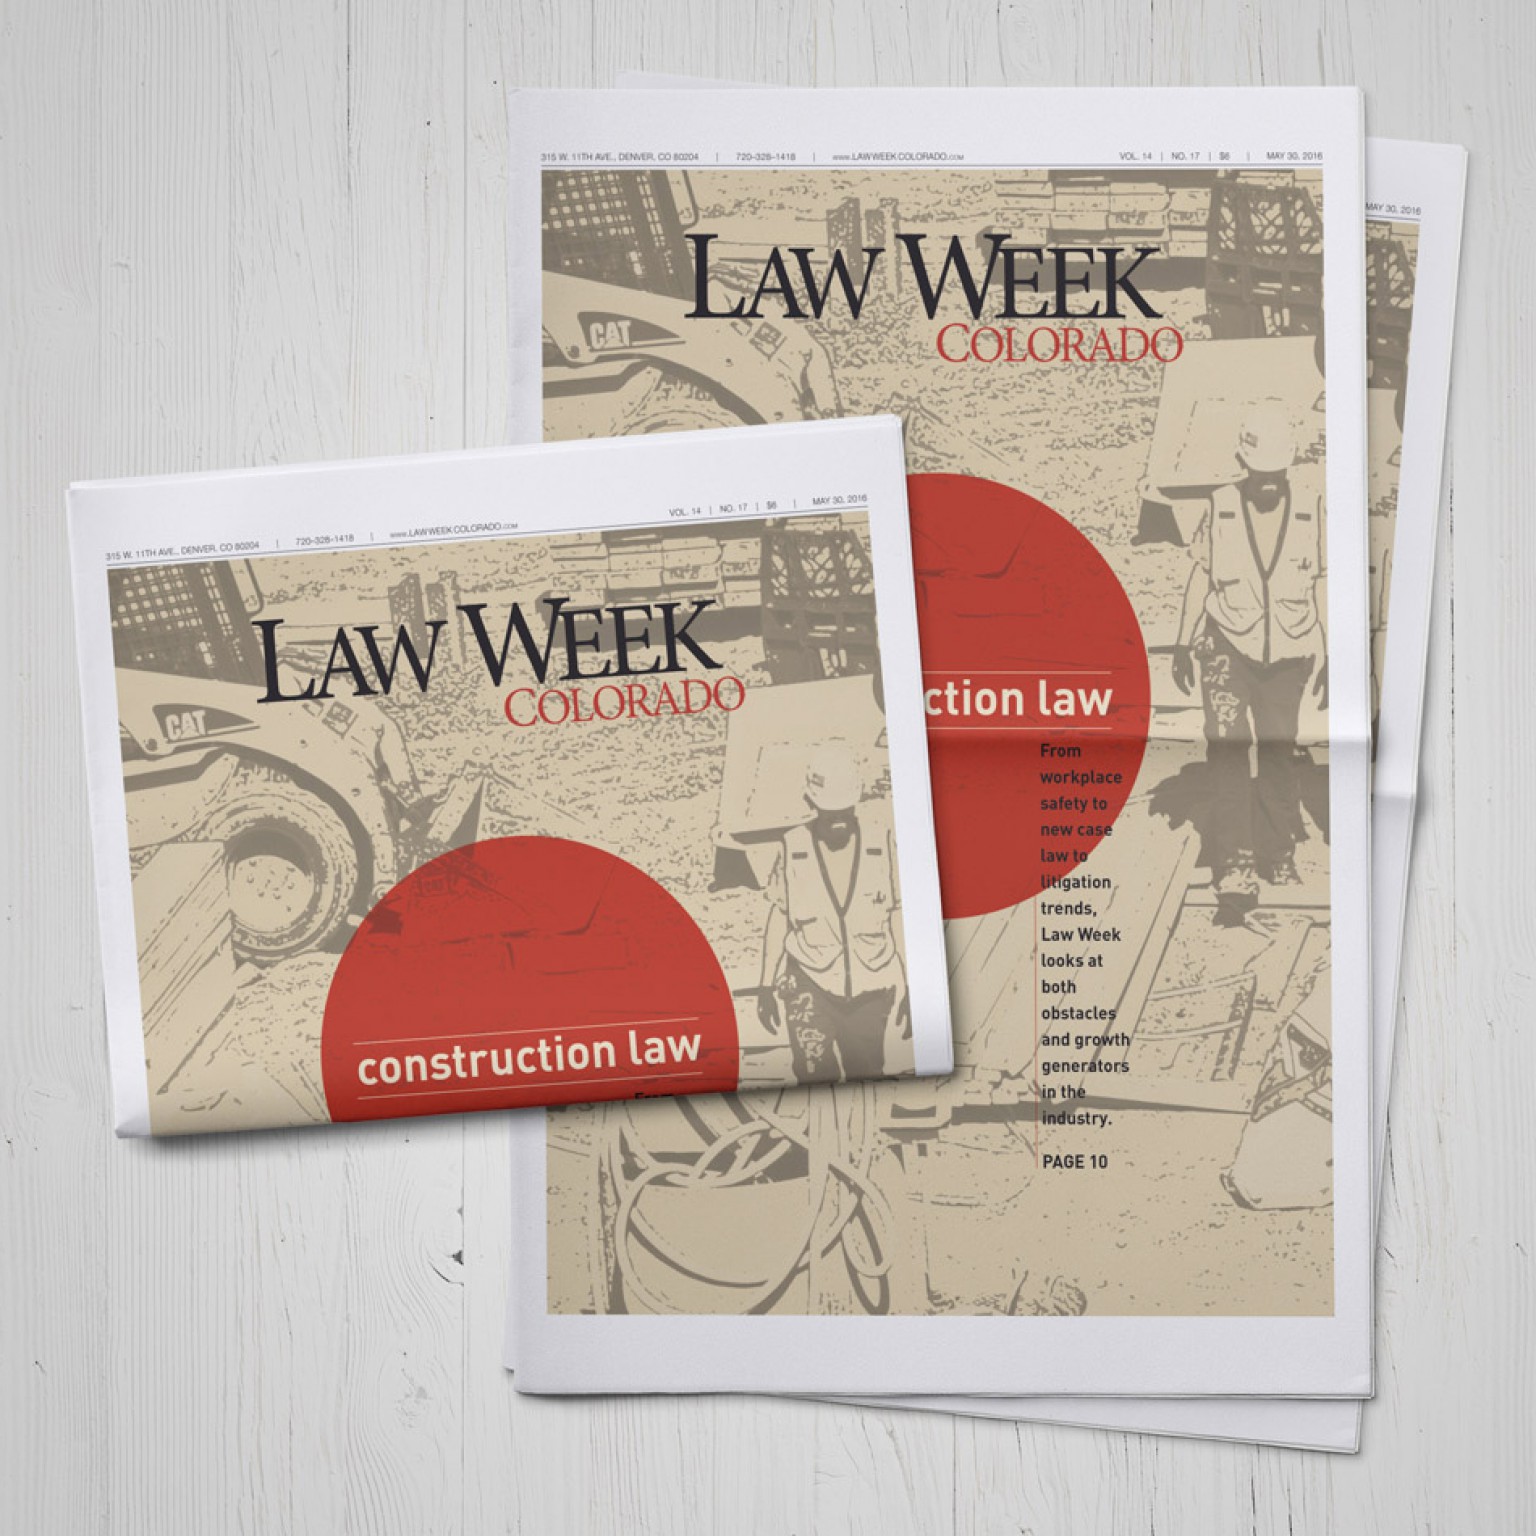 315 W. 11TH AVE., DENVER, CO 80204 | 720-328-1418 | www.LAWWEEKCOLORADO.COM VOL. 14 | NO. 17 | $6 | MAY 30, 2016
LAW WEEK
COLORADO
CAT
ction law
From
workplace
safety to
new case
law to
litigation
trends,
Law Week
looks at
both
obstacles
and growth
generators
in the
industry.
PAGE 10
MAY 30, 2016
315 W. 11TH AVE., DENVER, CO 80204 | 720-328-1418 | www.LAWWEEKCOLORADO.COM VOL. 14 | NO. 17 | $6 | MAY 30, 2016
LAW WEEK
COLORADO
CAT
construction law
From